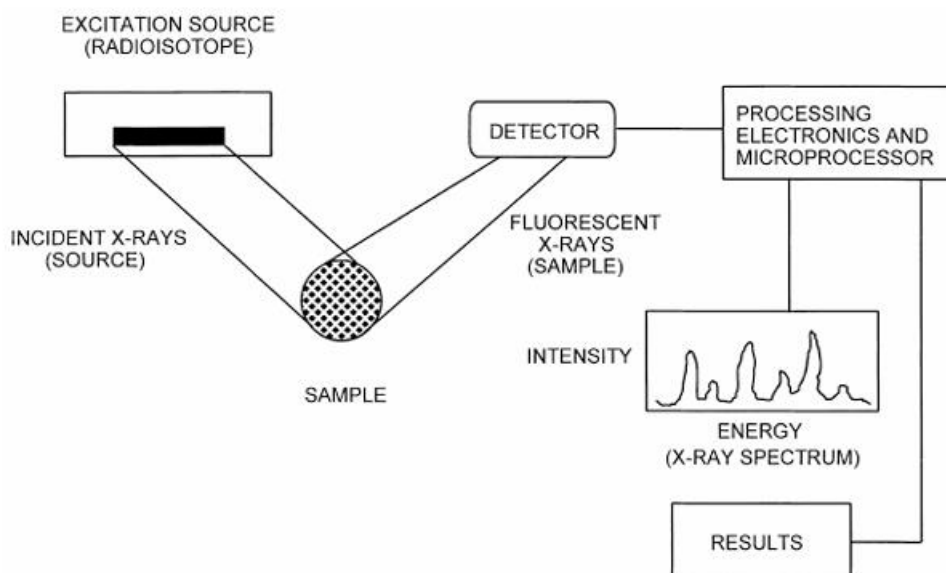 EXCITATION SOURCE
(RADIOISOTOPE)
DETECTOR
PROCESSING
ELECTRONICS AND
MICROPROCESSOR
INCIDENT X-RAYS
(SOURCE)
FLUORESCENT
X-RAYS
(SAMPLE)
SAMPLE
INTENSITY
ENERGY
(X-RAY SPECTRUM)
RESULTS